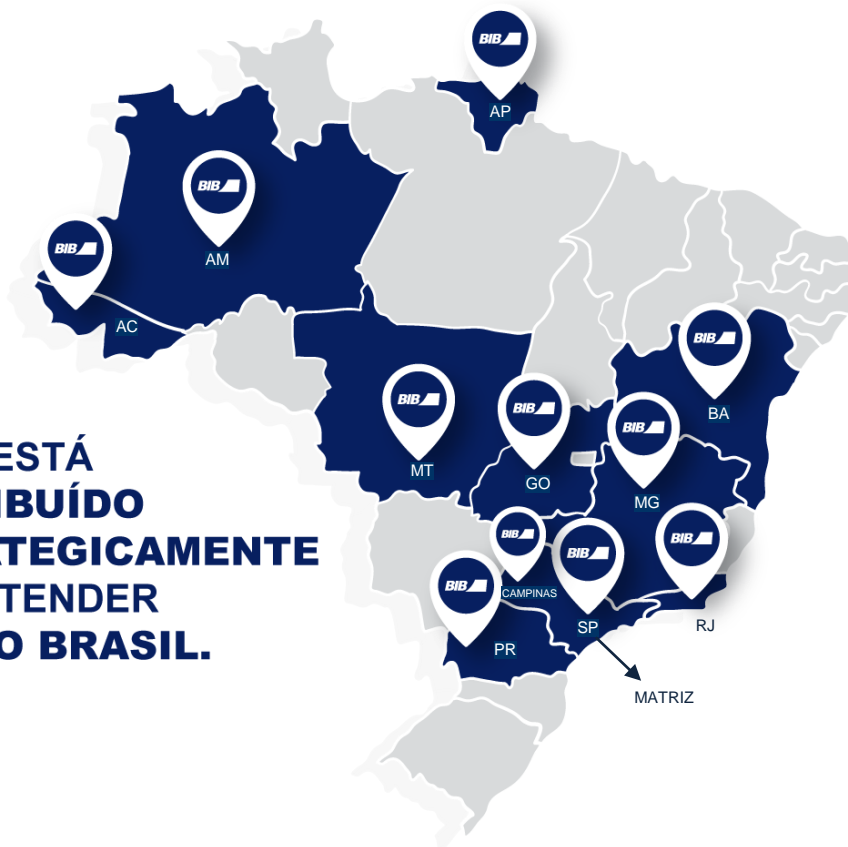 BIB
AP
BIB
AM
BIB
AC
BIB
BA
BIB
MT
BIB
GO
BIB
MG
ESTÁ
IBUÍDO
ATEGICAMENTE
TENDER
O BRASIL.
BIB
CAMPINAS
BIB
SP
BIB
RJ
BIB
PR
MATRIZ